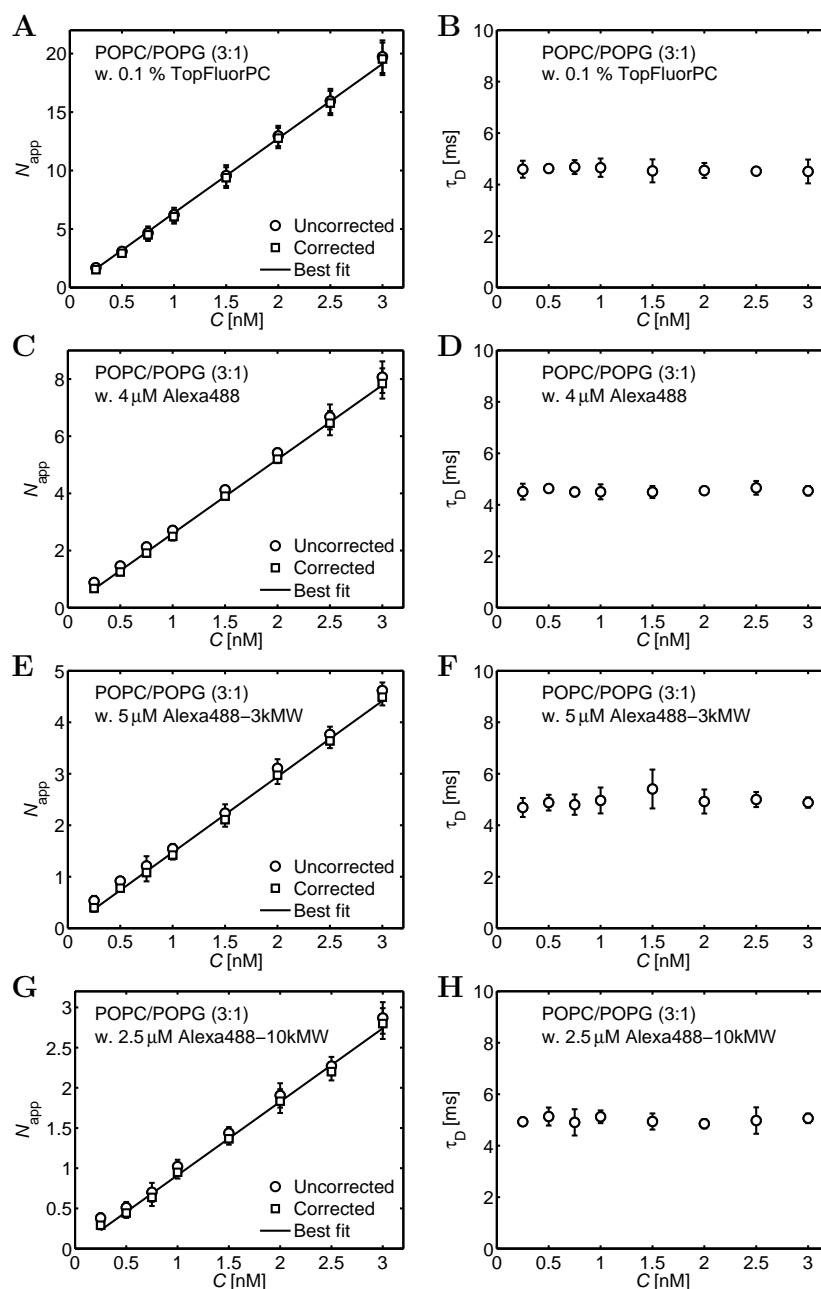 A
POPC/POPG (3:1)
w. 0.1 % TopFluorPC
N_app
20
15
10
5
0
Uncorrected
Corrected
Best fit
0 0.5 1 1.5 2 2.5 3
C [nM]
B
POPC/POPG (3:1)
w. 0.1 % TopFluorPC
τ_D [ms]
10
8
6
4
2
0
0 0.5 1 1.5 2 2.5 3
C [nM]
C
POPC/POPG (3:1)
w. 4 μM Alexa488
N_app
8
6
4
2
0
Uncorrected
Corrected
Best fit
0 0.5 1 1.5 2 2.5 3
C [nM]
D
POPC/POPG (3:1)
w. 4 μM Alexa488
τ_D [ms]
10
8
6
4
2
0
0 0.5 1 1.5 2 2.5 3
C [nM]
E
POPC/POPG (3:1)
w. 5 μM Alexa488−3kMW
N_app
5
4
3
2
1
0
Uncorrected
Corrected
Best fit
0 0.5 1 1.5 2 2.5 3
C [nM]
F
POPC/POPG (3:1)
w. 5 μM Alexa488−3kMW
τ_D [ms]
10
8
6
4
2
0
0 0.5 1 1.5 2 2.5 3
C [nM]
G
POPC/POPG (3:1)
w. 2.5 μM Alexa488−10kMW
N_app
3
2.5
2
1.5
1
0.5
0
Uncorrected
Corrected
Best fit
0 0.5 1 1.5 2 2.5 3
C [nM]
H
POPC/POPG (3:1)
w. 2.5 μM Alexa488−10kMW
τ_D [ms]
10
8
6
4
2
0
0 0.5 1 1.5 2 2.5 3
C [nM]